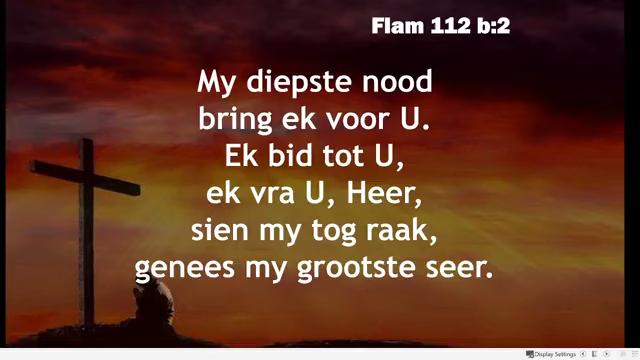 Flam 112 b:2
My diepste nood
bring ek voor U.
Ek bid tot U,
ek vra U, Heer,
sien my tog raak,
genees my grootste seer.
Display Settings